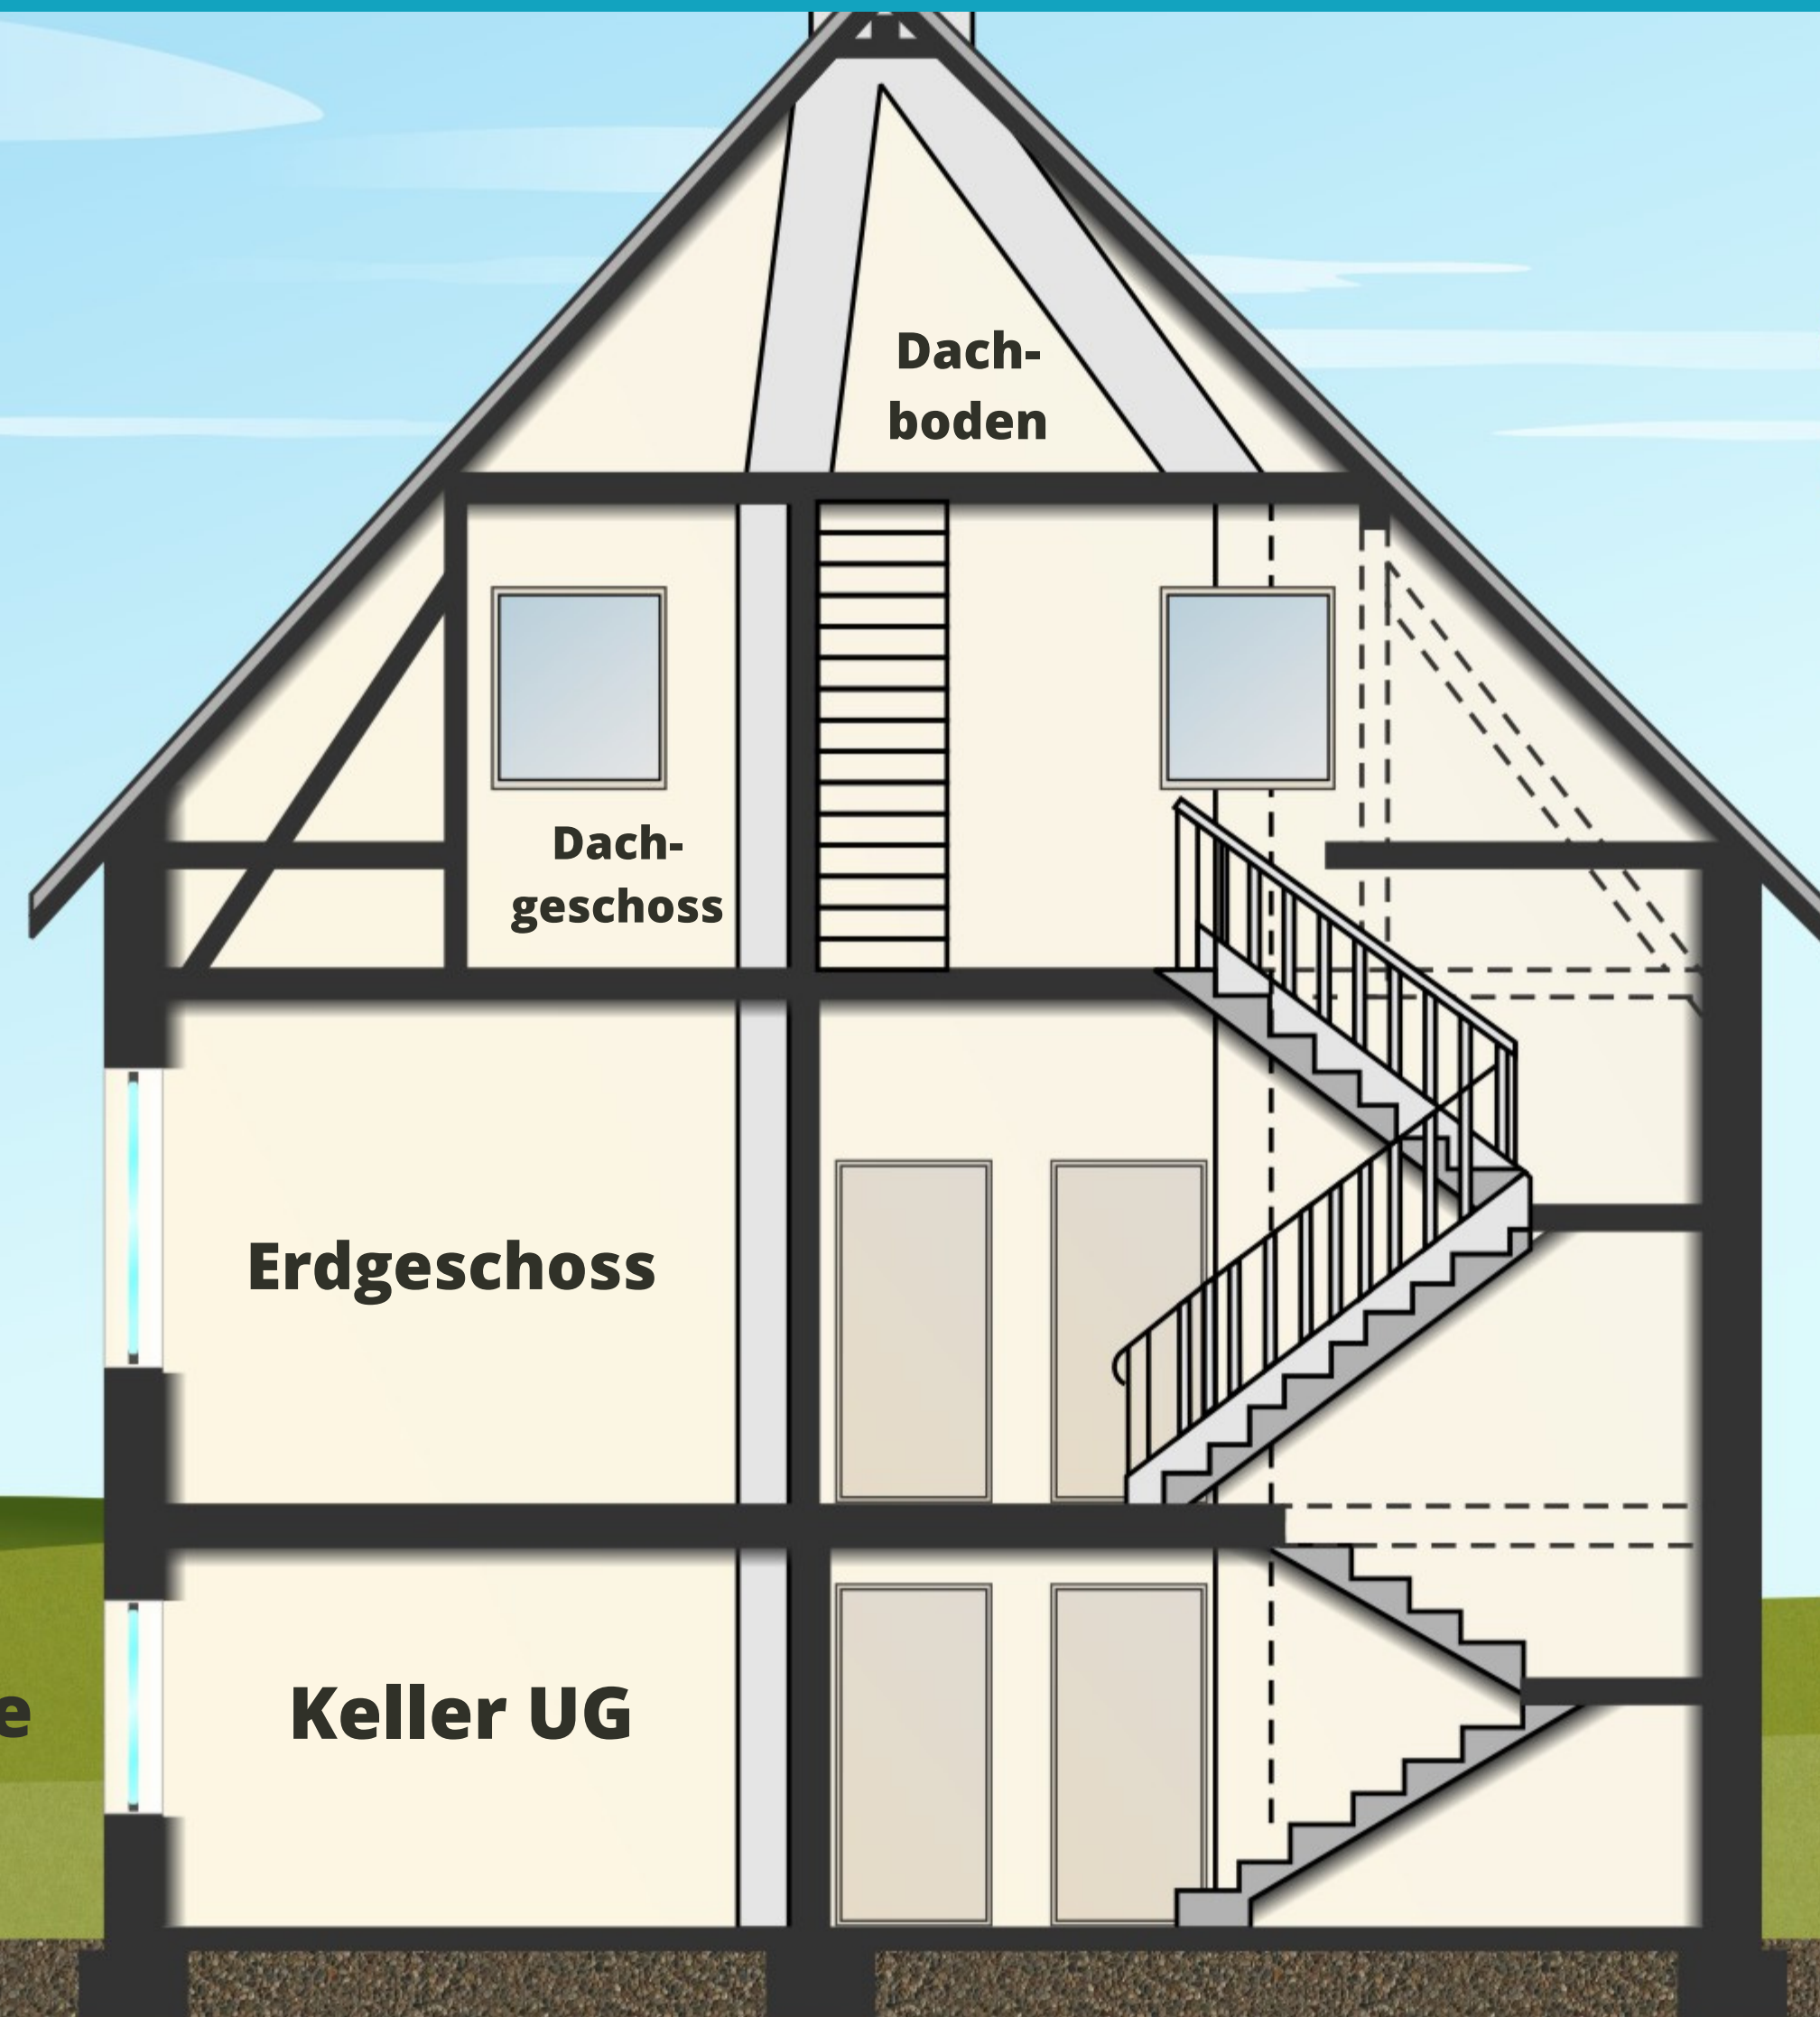 Dach-
boden
Dach-
geschoss
Erdgeschoss
Keller UG
e